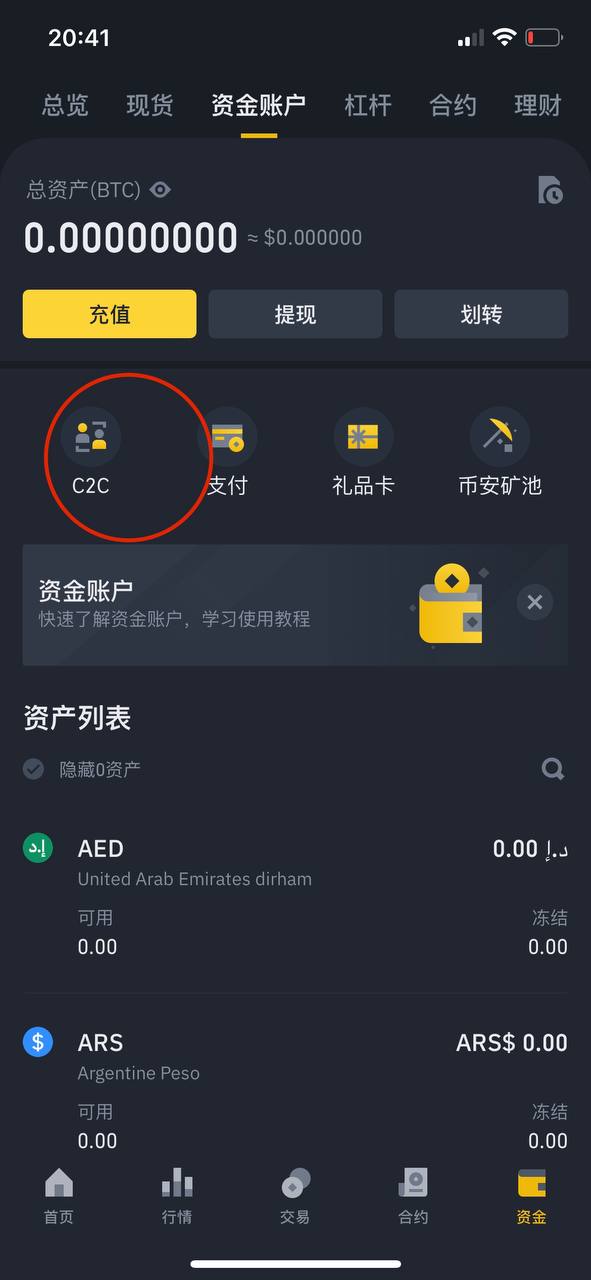 20:41
总览 现货 资金账户 杠杆 合约 理财
总资产(BTC)
0.00000000 ≈ $0.000000
充值 提现 划转
C2C 支付 礼品卡 币安矿池
资金账户
快速了解资金账户，学习使用教程
资产列表
隐藏0资产
د.إ AED 0.00 د.إ
United Arab Emirates dirham
可用 冻结
0.00 0.00
$ ARS ARS$ 0.00
Argentine Peso
可用 冻结
0.00 0.00
首页 行情 交易 合约 资金